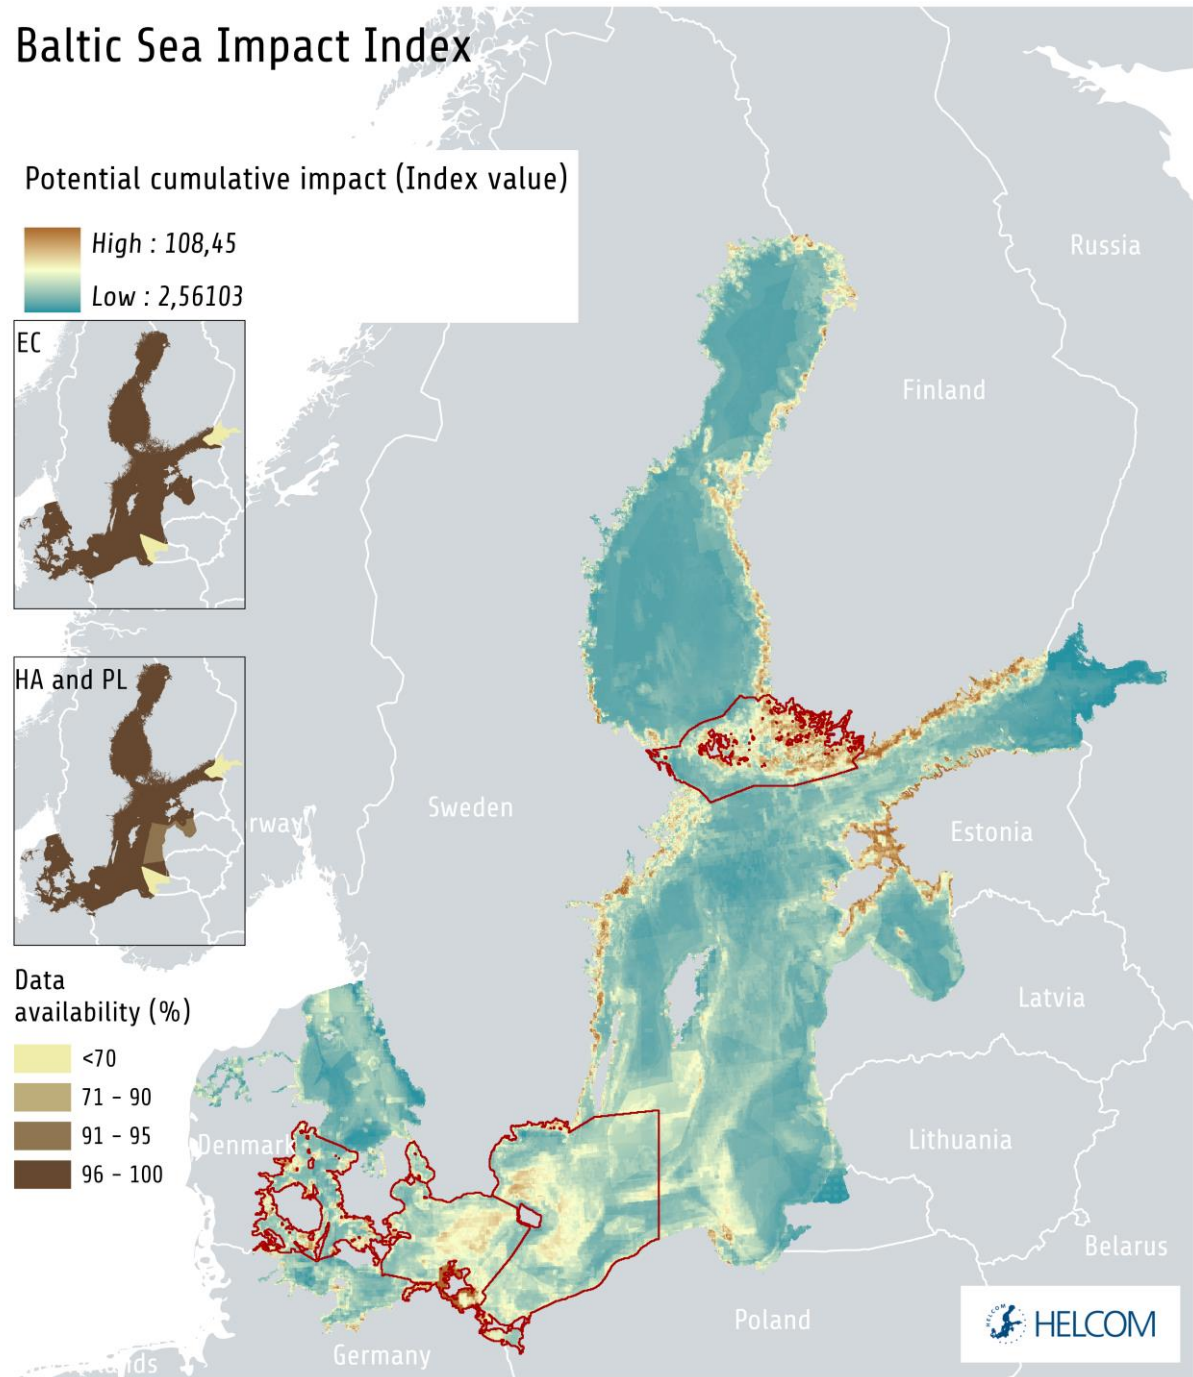 Baltic Sea Impact Index
Potential cumulative impact (Index value)
High : 108,45
Low : 2,56103
EC
HA and PL
Data
availability (%)
<70
71 - 90
91 - 95
96 - 100
Russia
Finland
Sweden
rway
Estonia
Latvia
Denmark
Lithuania
Belarus
Poland
Germany
HELCOM
HELCOM